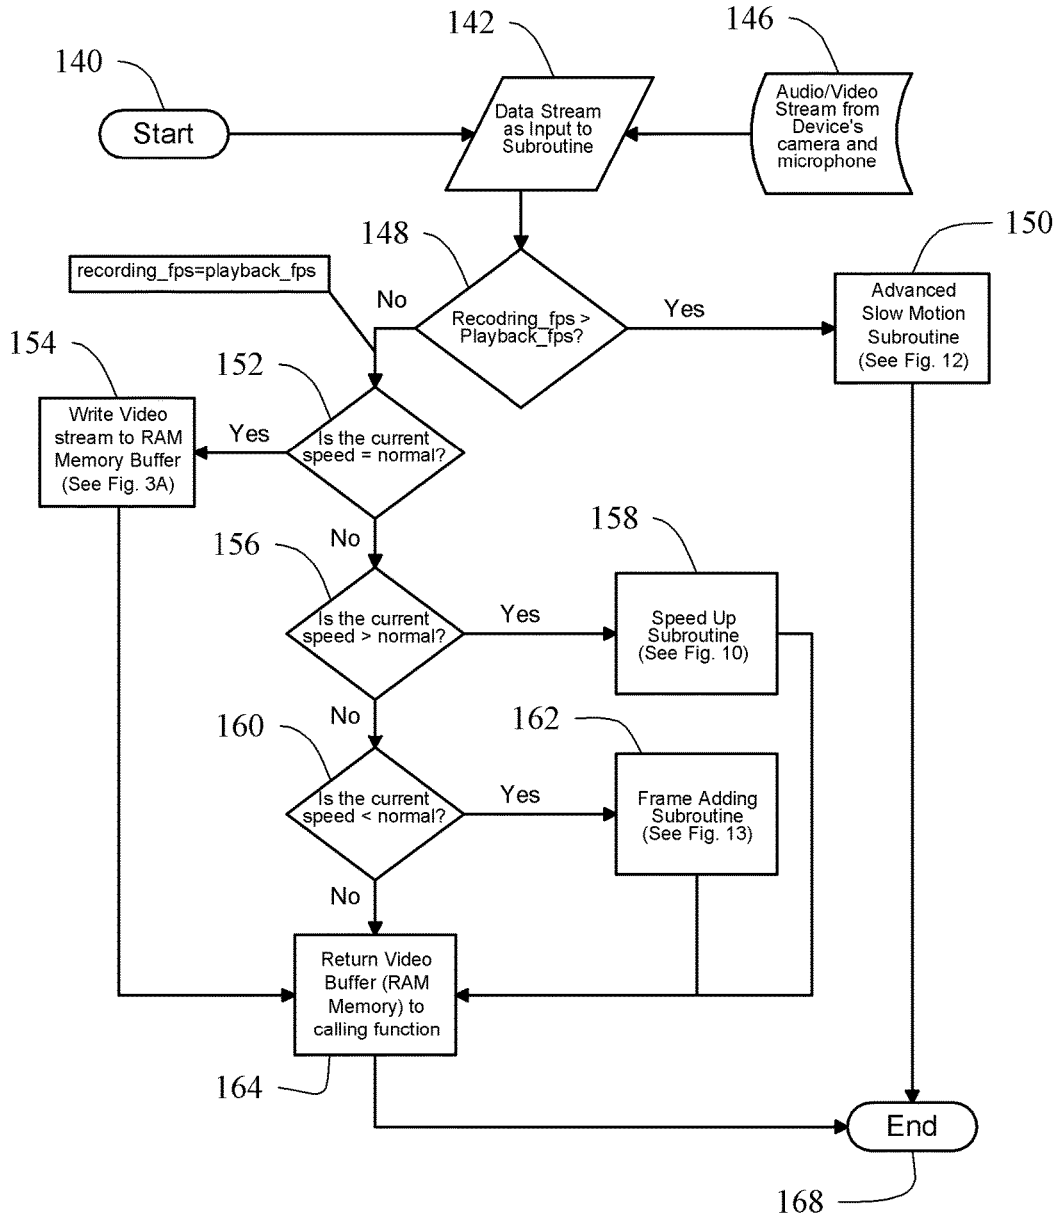 142
146
140
Start
Data Stream
as Input to
Subroutine
Audio/Video
Stream from
Device's
camera and
microphone
148
150
recording_fps=playback_fps
No
Recodring_fps >
Playback_fps?
Yes
Advanced
Slow Motion
Subroutine
(See Fig. 12)
154
152
Write Video
stream to RAM
Memory Buffer
(See Fig. 3A)
Yes
Is the current
speed = normal?
No
156
158
Is the current
speed > normal?
Yes
Speed Up
Subroutine
(See Fig. 10)
No
160
162
Is the current
speed < normal?
Yes
Frame Adding
Subroutine
(See Fig. 13)
No
Return Video
Buffer (RAM
Memory) to
calling function
164
End
168